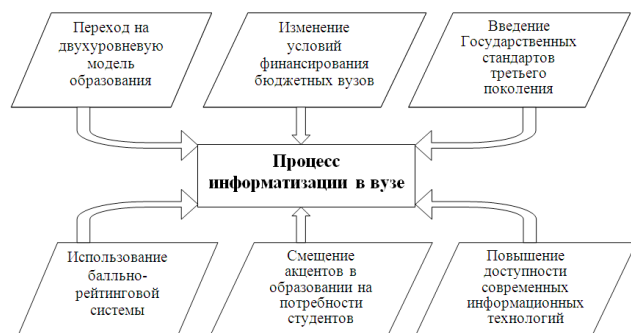 Переход на
двухуровневую
модель
образования
Изменение
условий
финансирования
бюджетных вузов
Введение
Государственных
стандартов
третьего
поколения
Процесс
информатизации в вузе
Использование
балльно-
рейтинговой
системы
Смещение
акцентов в
образовании на
потребности
студентов
Повышение
доступности
современных
информационных
технологий